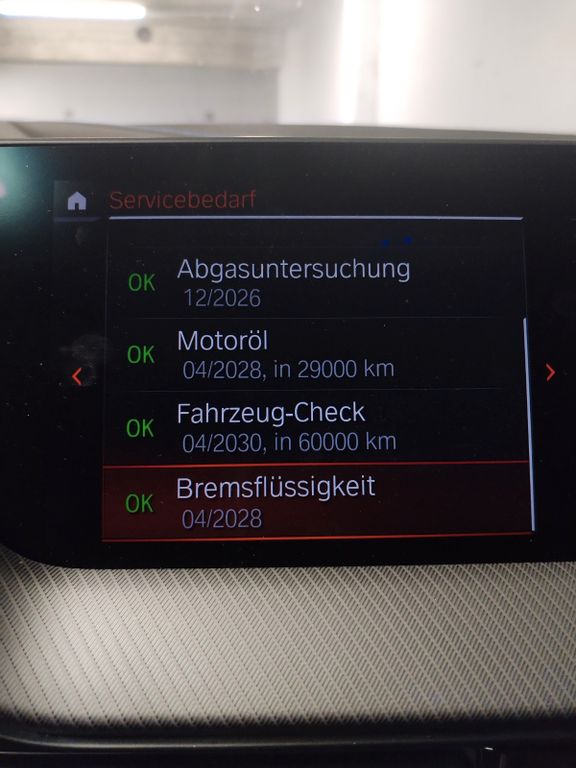 Servicebedarf
OK Abgasuntersuchung
12/2026
OK Motoröl
04/2028, in 29000 km
OK Fahrzeug-Check
04/2030, in 60000 km
OK Bremsflüssigkeit
04/2028